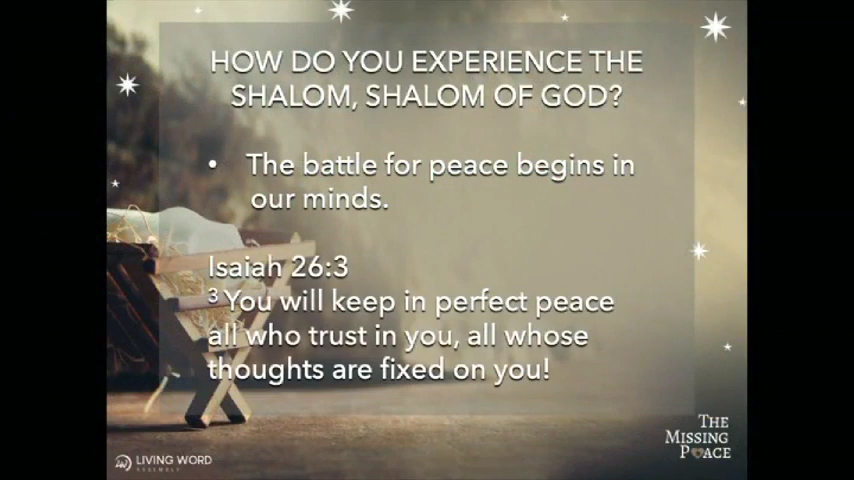 HOW DO YOU EXPERIENCE THE
SHALOM, SHALOM OF GOD?
• The battle for peace begins in
our minds.
Isaiah 26:3
3 You will keep in perfect peace
all who trust in you, all whose
thoughts are fixed on you!
THE
MISSING
PEACE
LIVING WORD
ASSEMBLY